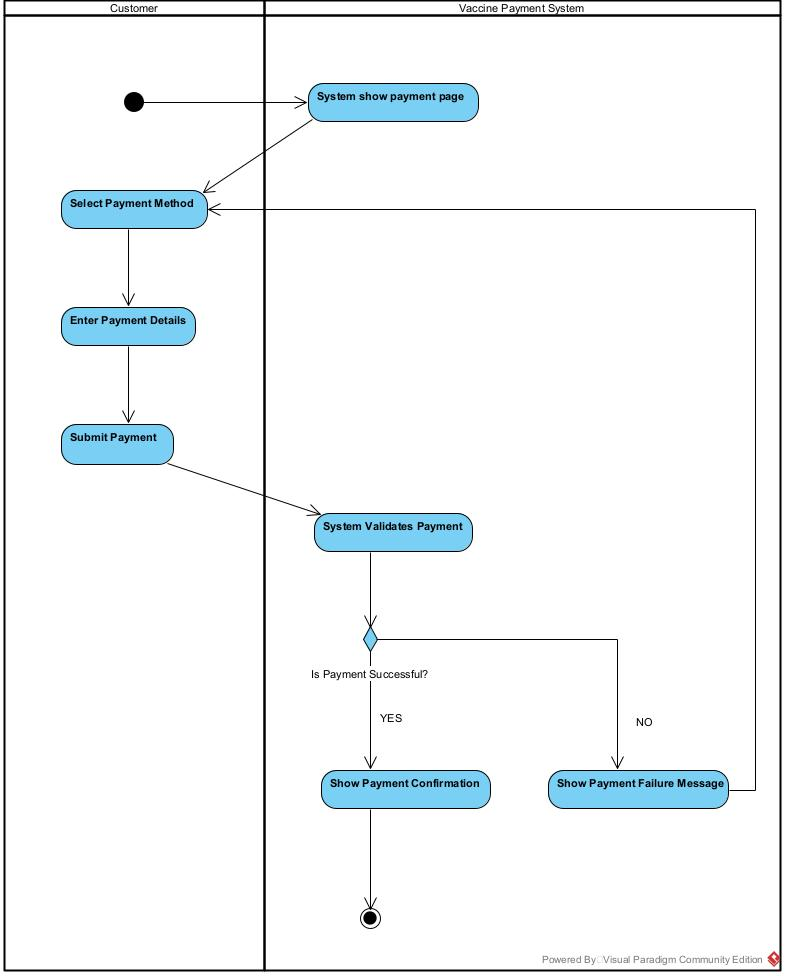 Customer
Vaccine Payment System
System show payment page
Select Payment Method
Enter Payment Details
Submit Payment
System Validates Payment
Is Payment Successful?
YES
NO
Show Payment Confirmation
Show Payment Failure Message
Powered By Visual Paradigm Community Edition